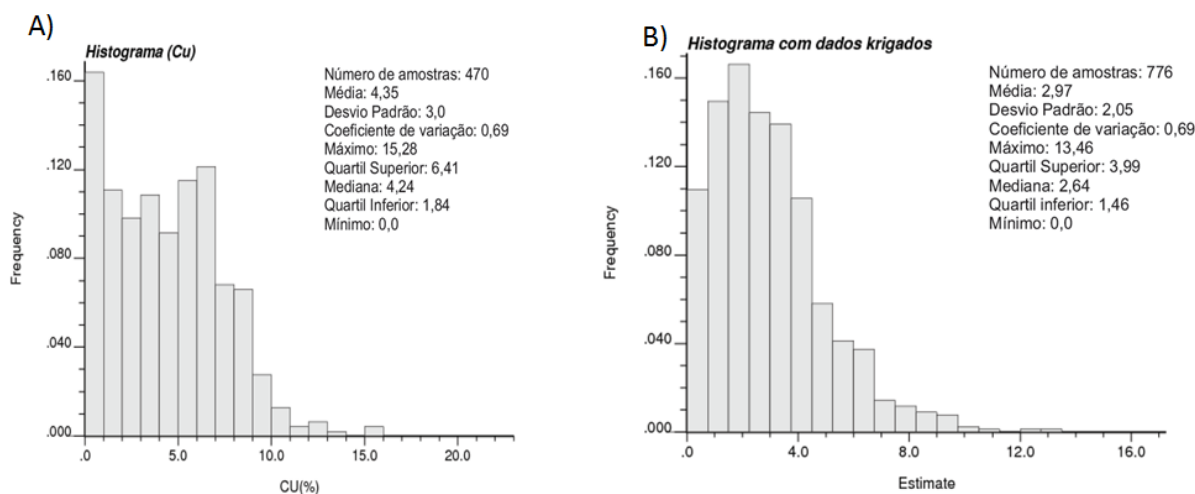 A)
Histograma (Cu)
Número de amostras: 470
Média: 4,35
Desvio Padrão: 3,0
Coeficiente de variação: 0,69
Máximo: 15,28
Quartil Superior: 6,41
Mediana: 4,24
Quartil Inferior: 1,84
Mínimo: 0,0
Frequency
.160
.120
.080
.040
.000
.0
5.0
10.0
15.0
20.0
CU(%)
B)
Histograma com dados krigados
Número de amostras: 776
Média: 2,97
Desvio Padrão: 2,05
Coeficiente de variação: 0,69
Máximo: 13,46
Quartil Superior: 3,99
Mediana: 2,64
Quartil inferior: 1,46
Mínimo: 0,0
Frequency
.160
.120
.080
.040
.000
.0
4.0
8.0
12.0
16.0
Estimate